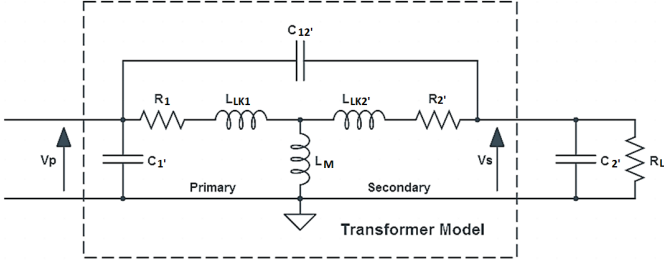 C12'
R1
LLK1
LLK2'
R2'
Vp
C1'
LM
Vs
C2'
RL
Primary
Secondary
Transformer Model